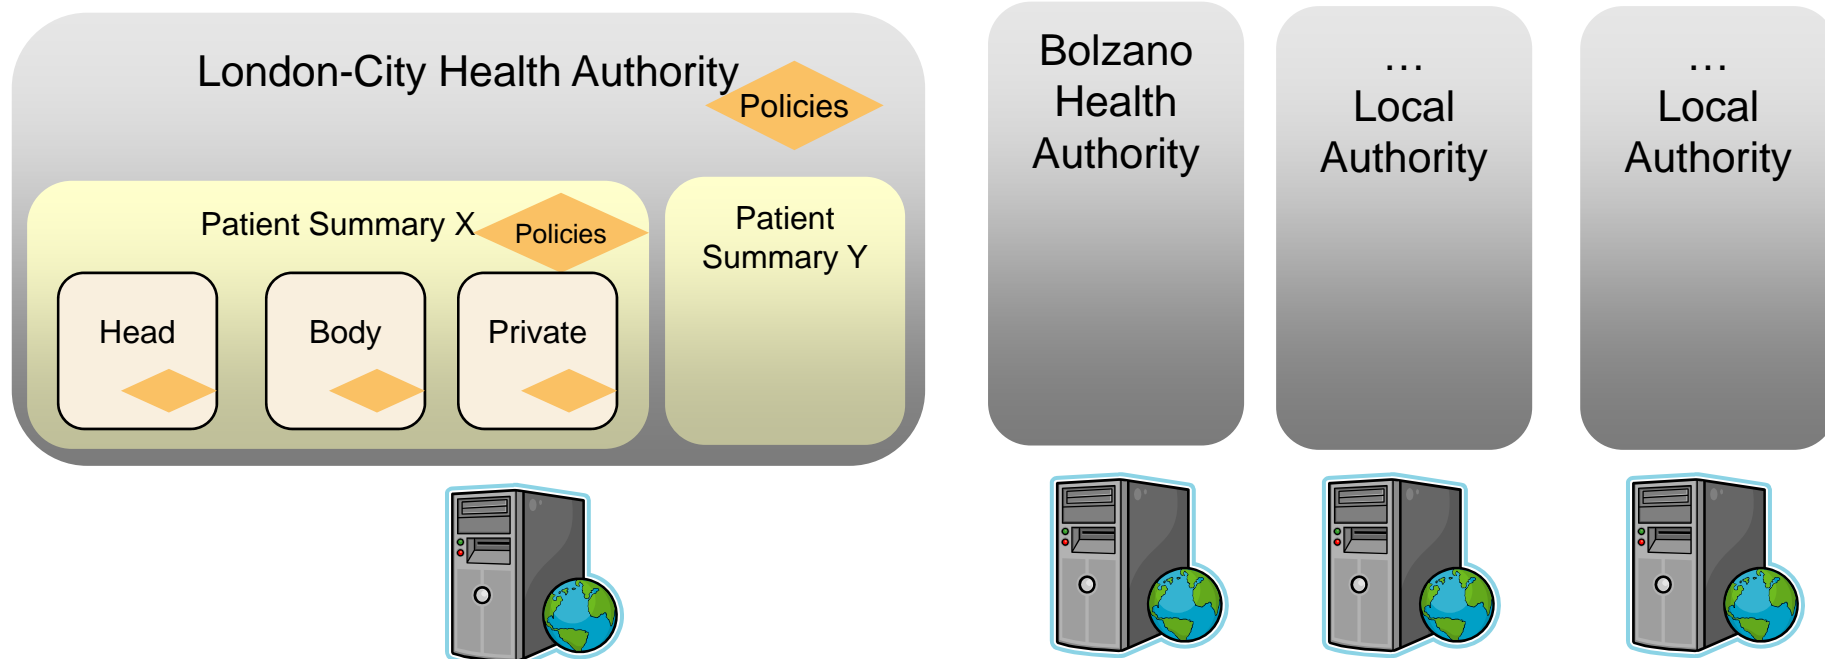 London-City Health Authority
Policies
Patient Summary X
Policies
Head
Body
Private
Patient
Summary Y
Bolzano
Health
Authority
…
Local
Authority
…
Local
Authority